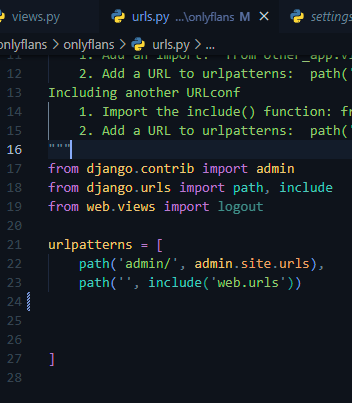 views.py
urls.py ...\onlyflans M
settings
onlyflans > onlyflans > urls.py > ...
11 1. Add an import: from other_app.vi
12 2. Add a URL to urlpatterns: path('
13 Including another URLconf
14 1. Import the include() function: fr
15 2. Add a URL to urlpatterns: path('
16 """
17 from django.contrib import admin
18 from django.urls import path, include
19 from web.views import logout
20
21 urlpatterns = [
22 path('admin/', admin.site.urls),
23 path('', include('web.urls'))
24
25
26
27 ]
28